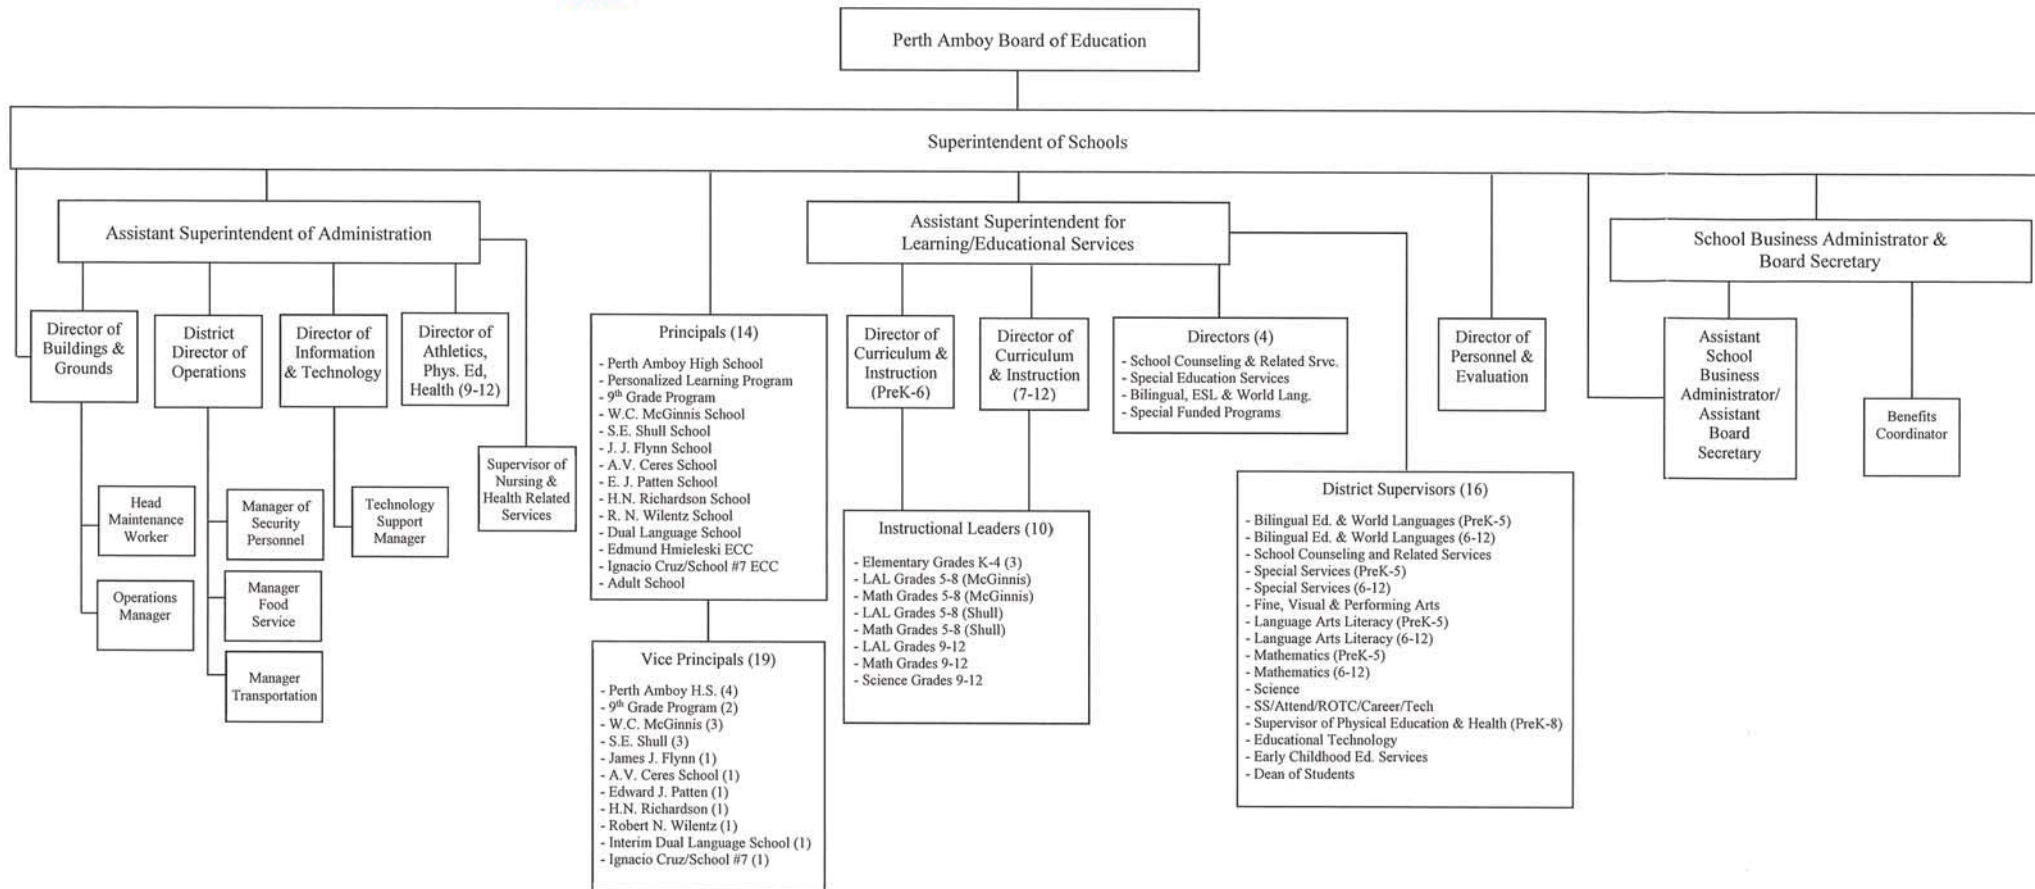 Perth Amboy Board of Education
Superintendent of Schools
Assistant Superintendent of Administration
Director of
Buildings &
Grounds
District
Director of
Operations
Director of
Information
& Technology
Director of
Athletics,
Phys. Ed,
Health (9-12)
Supervisor of
Nursing &
Health Related
Services
Head
Maintenance
Worker
Operations
Manager
Manager of
Security
Personnel
Manager
Food
Service
Manager
Transportation
Technology
Support
Manager
Principals (14)
- Perth Amboy High School
- Personalized Learning Program
- 9th Grade Program
- W.C. McGinnis School
- S.E. Shull School
- J. J. Flynn School
- A.V. Ceres School
- E. J. Patten School
- H.N. Richardson School
- R. N. Wilentz School
- Dual Language School
- Edmund Hmieleski ECC
- Ignacio Cruz/School #7 ECC
- Adult School
Vice Principals (19)
- Perth Amboy H.S. (4)
- 9th Grade Program (2)
- W.C. McGinnis (3)
- S.E. Shull (3)
- James J. Flynn (1)
- A.V. Ceres School (1)
- Edward J. Patten (1)
- H.N. Richardson (1)
- Robert N. Wilentz (1)
- Interim Dual Language School (1)
- Ignacio Cruz/School #7 (1)
Assistant Superintendent for
Learning/Educational Services
Director of
Curriculum &
Instruction
(PreK-6)
Director of
Curriculum
& Instruction
(7-12)
Directors (4)
- School Counseling & Related Srvc.
- Special Education Services
- Bilingual, ESL & World Lang.
- Special Funded Programs
Instructional Leaders (10)
- Elementary Grades K-4 (3)
- LAL Grades 5-8 (McGinnis)
- Math Grades 5-8 (McGinnis)
- LAL Grades 5-8 (Shull)
- Math Grades 5-8 (Shull)
- LAL Grades 9-12
- Math Grades 9-12
- Science Grades 9-12
District Supervisors (16)
- Bilingual Ed. & World Languages (PreK-5)
- Bilingual Ed. & World Languages (6-12)
- School Counseling and Related Services
- Special Services (PreK-5)
- Special Services (6-12)
- Fine, Visual & Performing Arts
- Language Arts Literacy (PreK-5)
- Language Arts Literacy (6-12)
- Mathematics (PreK-5)
- Mathematics (6-12)
- Science
- SS/Attend/ROTC/Career/Tech
- Supervisor of Physical Education & Health (PreK-8)
- Educational Technology
- Early Childhood Ed. Services
- Dean of Students
Director of
Personnel &
Evaluation
School Business Administrator &
Board Secretary
Assistant
School
Business
Administrator/
Assistant
Board
Secretary
Benefits
Coordinator